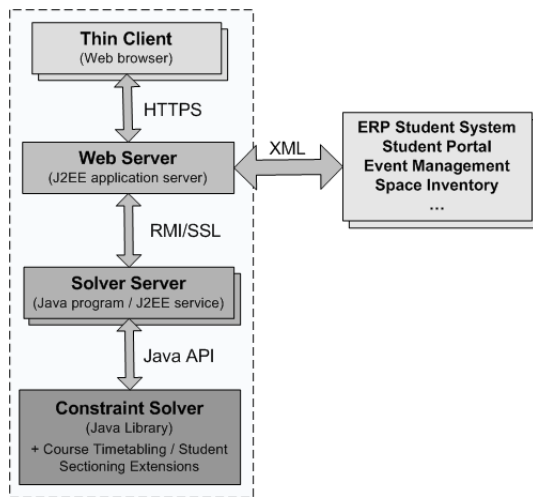 Thin Client
(Web browser)
HTTPS
Web Server
(J2EE application server)
XML
ERP Student System
Student Portal
Event Management
Space Inventory
...
RMI/SSL
Solver Server
(Java program / J2EE service)
Java API
Constraint Solver
(Java Library)
+ Course Timetabling / Student
Sectioning Extensions